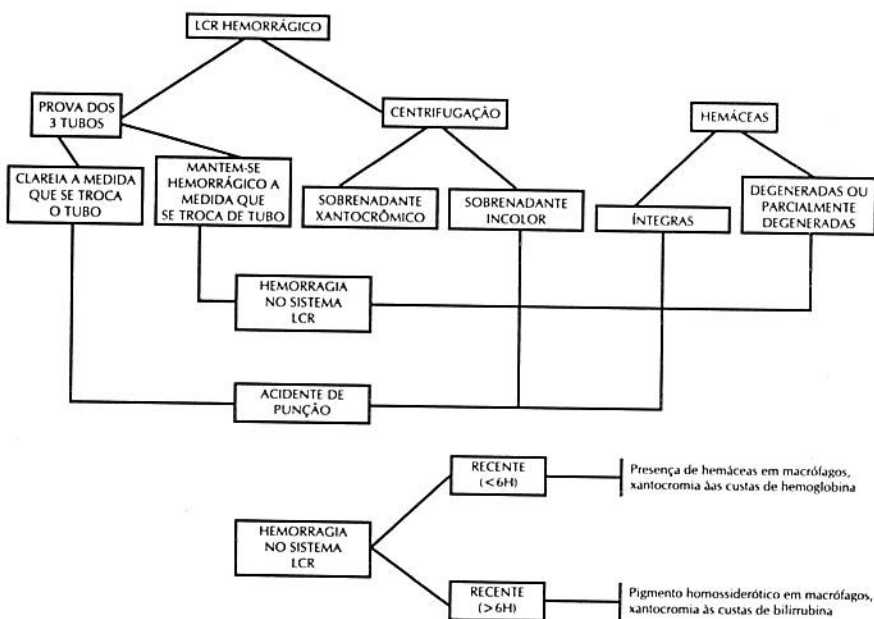 LCR HEMORRÁGICO
PROVA DOS
3 TUBOS
CENTRIFUGAÇÃO
HEMÁCEAS
CLAREIA A MEDIDA
QUE SE TROCA
O TUBO
MANTEM-SE
HEMORRÁGICO A
MEDIDA QUE
SE TROCA DE TUBO
SOBRENADANTE
XANTOCRÔMICO
SOBRENADANTE
INCOLOR
ÍNTEGRAS
DEGENERADAS OU
PARCIALMENTE
DEGENERADAS
HEMORRAGIA
NO SISTEMA
LCR
ACIDENTE DE
PUNÇÃO
RECENTE
(<6H)
Presença de hemáceas em macrófagos,
xantocromia àas custas de hemoglobina
HEMORRAGIA
NO SISTEMA
LCR
RECENTE
(>6H)
Pigmento homossiderótico em macrófagos,
xantocromia às custas de bilirrubina